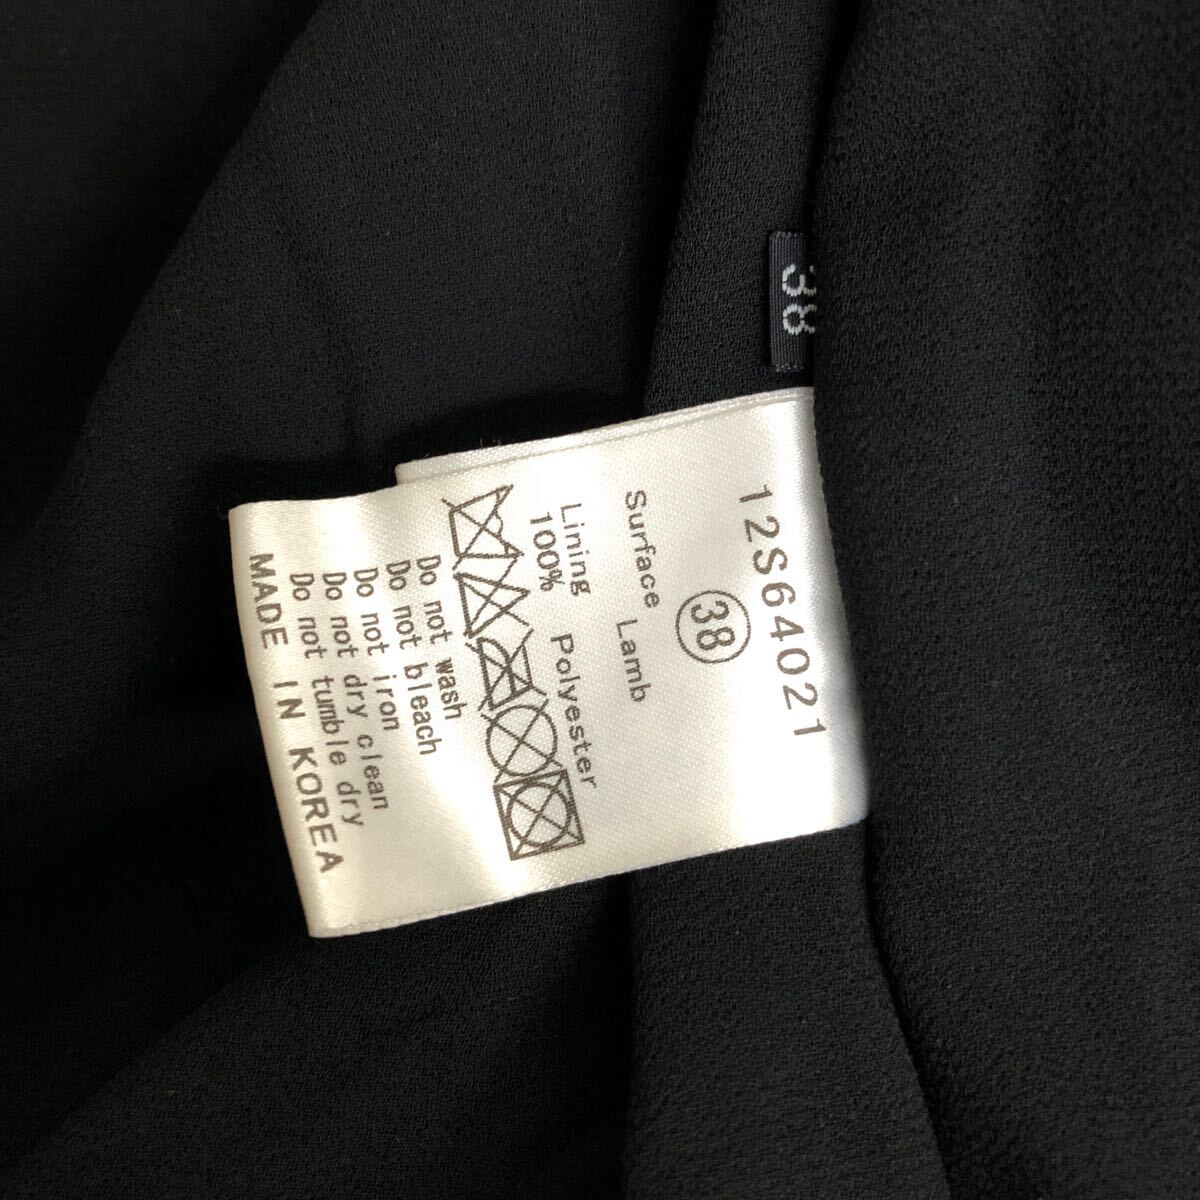 38
12S64021
38
Surface Lamb
Lining Polyester
100%
Do not wash
Do not bleach
Do not iron
Do not dry clean
Do not tumble dry
MADE IN KOREA